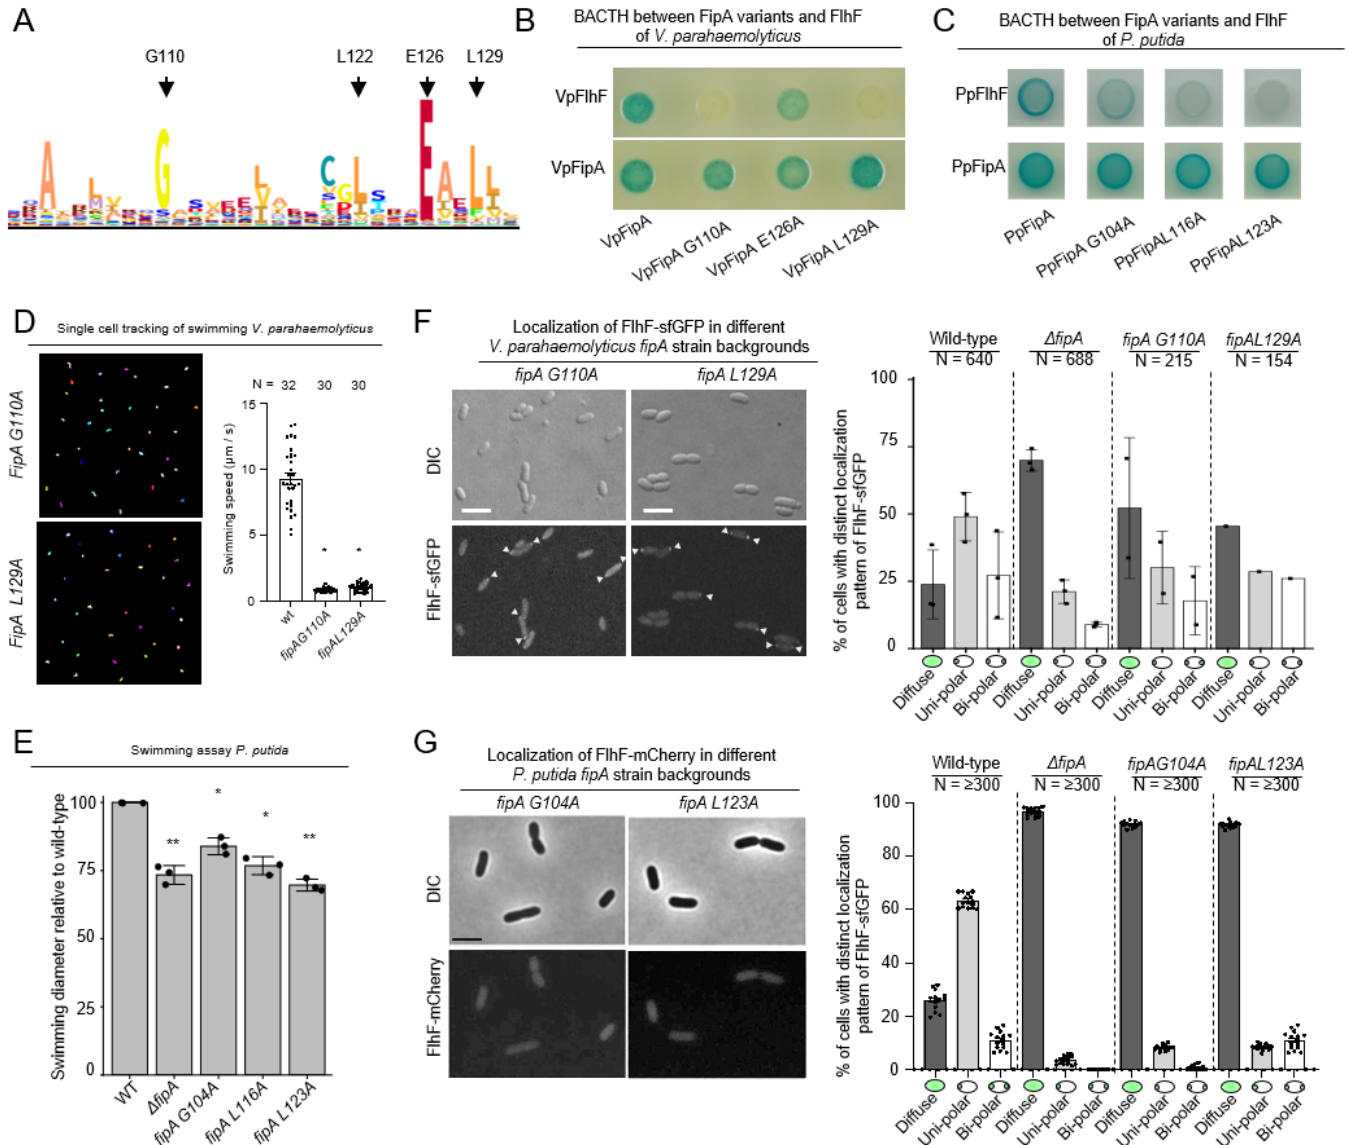 A
G110
L122
E126
L129
B
BACTH between FipA variants and FlhF
of V. parahaemolyticus
VpFlhF
VpFipA
VpFipA
VpFipA G110A
VpFipA E126A
VpFipA L129A
C
BACTH between FipA variants and FlhF
of P. putida
PpFlhF
PpFipA
PpFipA
PpFipA G104A
PpFipAL116A
PpFipAL123A
D
Single cell tracking of swimming V. parahaemolyticus
FipA G110A
FipA L129A
N = 32 30 30
Swimming speed (µm / s)
15
10
5
0
*
*
wt
fipAG110A
fipAL129A
E
Swimming assay P. putida
Swimming diameter relative to wild-type
100
75
50
25
0
**
*
*
**
WT
ΔfipA
fipA G104A
fipA L116A
fipA L123A
F
Localization of FlhF-sfGFP in different
V. parahaemolyticus fipA strain backgrounds
fipA G110A
fipA L129A
DIC
FlhF-sfGFP
Wild-type
N = 640
ΔfipA
N = 688
fipA G110A
N = 215
fipAL129A
N = 154
% of cells with distinct localization
pattern of FlhF-sfGFP
100
75
50
25
0
Diffuse
Uni-polar
Bi-polar
Diffuse
Uni-polar
Bi-polar
Diffuse
Uni-polar
Bi-polar
Diffuse
Uni-polar
Bi-polar
G
Localization of FlhF-mCherry in different
P. putida fipA strain backgrounds
fipA G104A
fipA L123A
DIC
FlhF-mCherry
Wild-type
N = ≥300
ΔfipA
N = ≥300
fipAG104A
N = ≥300
fipAL123A
N = ≥300
% of cells with distinct localization
pattern of FlhF-sfGFP
100
80
60
40
20
0
Diffuse
Uni-polar
Bi-polar
Diffuse
Uni-polar
Bi-polar
Diffuse
Uni-polar
Bi-polar
Diffuse
Uni-polar
Bi-polar